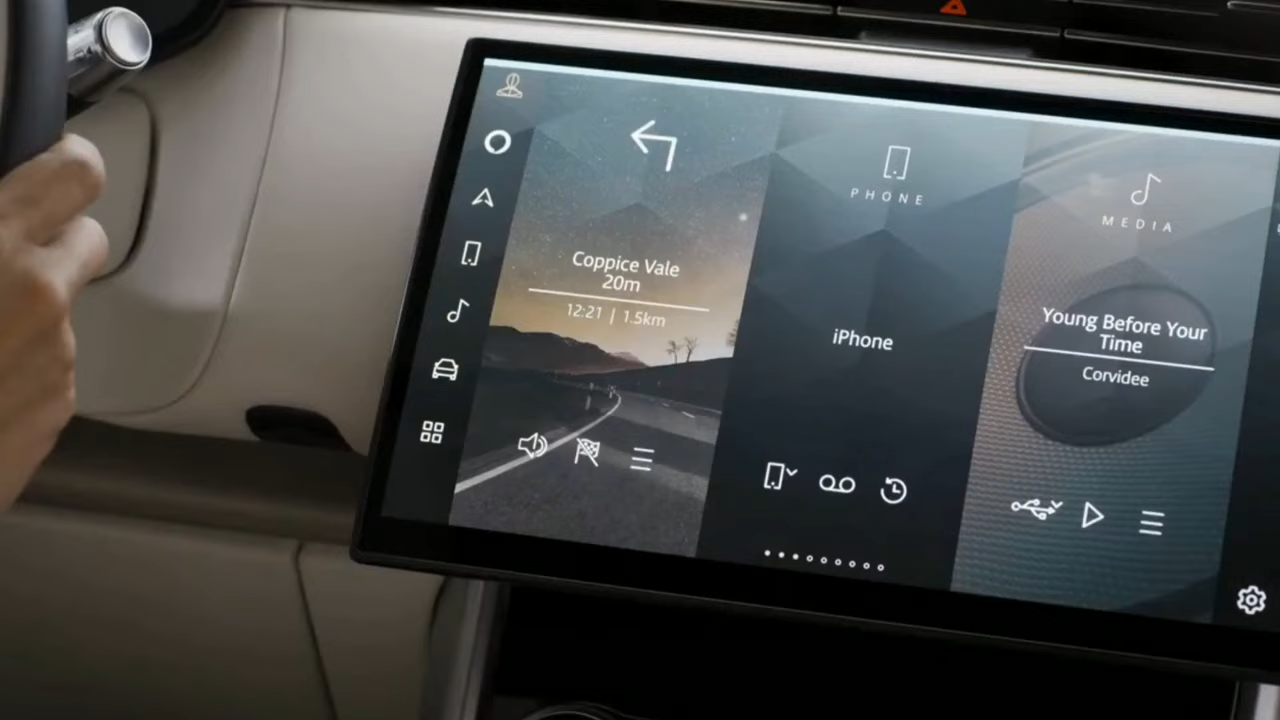 Coppice Vale
20m
12:21 | 1.5km
PHONE
iPhone
MEDIA
Young Before Your
Time
Corvidee